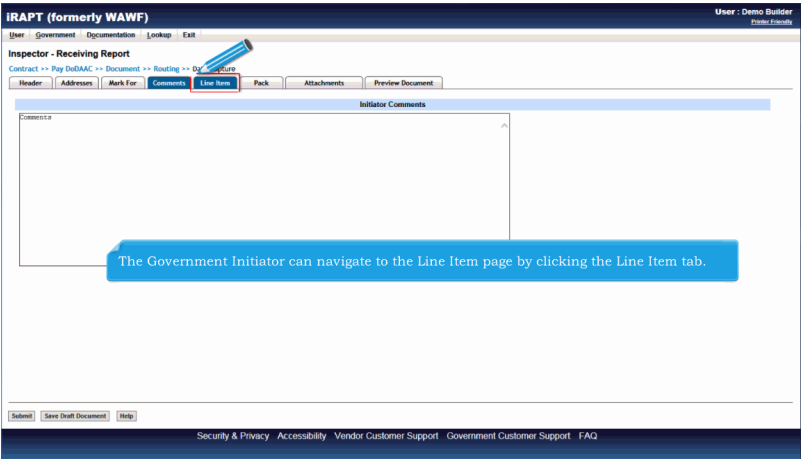 iRAPT (formerly WAWF)
User : Demo Builder
Printer Friendly
User Government Documentation Lookup Exit
Inspector - Receiving Report
Contract >> Pay DoDAAC >> Document >> Routing >>
Header Addresses Mark For Comments Line Item Pack Attachments Preview Document
Initiator Comments
Comments
The Government Initiator can navigate to the Line Item page by clicking the Line Item tab.
Submit Save Draft Document Help
Security & Privacy Accessibility Vendor Customer Support Government Customer Support FAQ